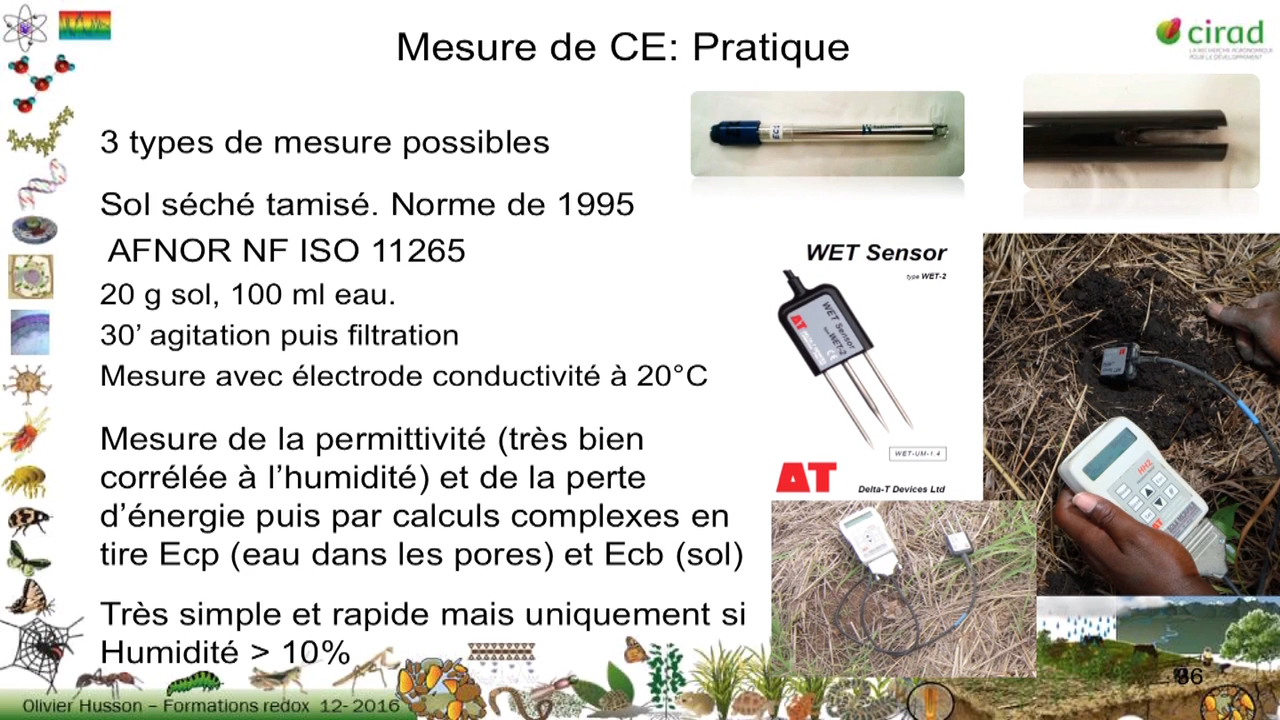 Mesure de CE: Pratique
cirad
LA RECHERCHE AGRONOMIQUE
POUR LE DÉVELOPPEMENT
3 types de mesure possibles
Sol séché tamisé. Norme de 1995
AFNOR NF ISO 11265
20 g sol, 100 ml eau.
30’ agitation puis filtration
Mesure avec électrode conductivité à 20°C
Mesure de la permittivité (très bien
corrélée à l’humidité) et de la perte
d’énergie puis par calculs complexes en
tire Ecp (eau dans les pores) et Ecb (sol)
Très simple et rapide mais uniquement si
Humidité > 10%
WET Sensor
type WET-2
ΔT
WET Sensor
type WET-2
WET-UM-1.4
ΔT
Delta-T Devices Ltd
HH2
Olivier Husson – Formations redox 12- 2016